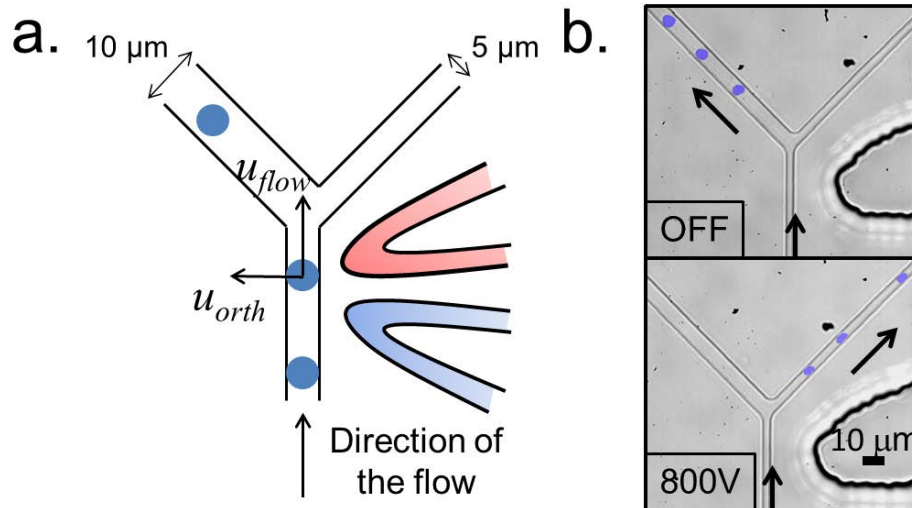 a.
10 µm
5 µm
u_flow
u_orth
Direction of
the flow
b.
OFF
800V
10 µm